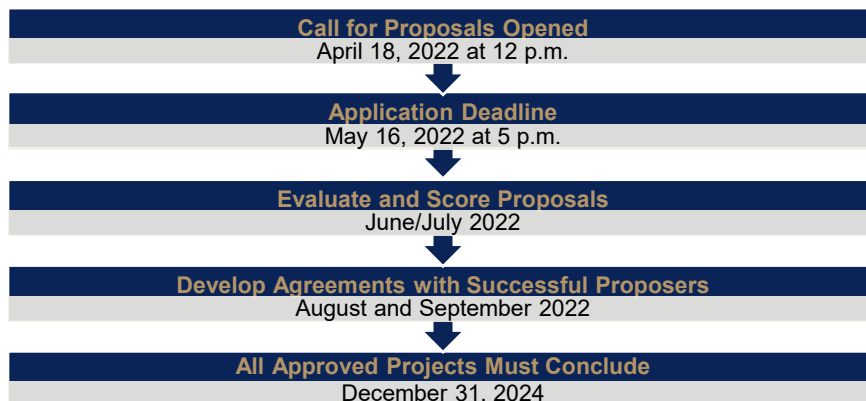 Call for Proposals Opened
April 18, 2022 at 12 p.m.
Application Deadline
May 16, 2022 at 5 p.m.
Evaluate and Score Proposals
June/July 2022
Develop Agreements with Successful Proposers
August and September 2022
All Approved Projects Must Conclude
December 31, 2024